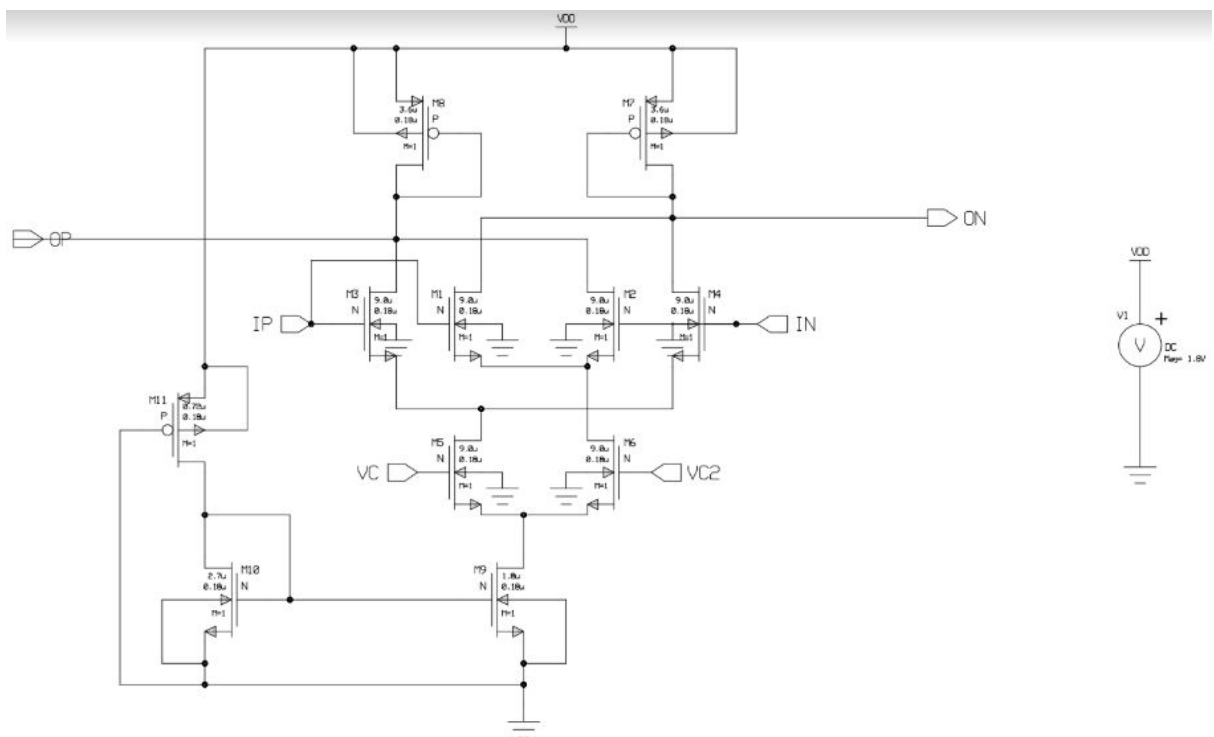 VDD
M8
3.6u
0.18u
P
M=1
M7
3.6u
0.18u
P
M=1
OP
ON
VDD
M3
9.0u
0.18u
N
M=1
M1
9.0u
0.18u
N
M=1
M2
9.0u
0.18u
N
M=1
M4
9.0u
0.18u
N
M=1
IP
IN
V1
+
V
DC
Mag= 1.8V
M11
0.72u
0.18u
P
M=1
M5
9.0u
0.18u
N
M=1
M6
9.0u
0.18u
N
M=1
VC
VC2
M10
2.7u
0.18u
N
M=1
M9
1.8u
0.18u
N
M=1